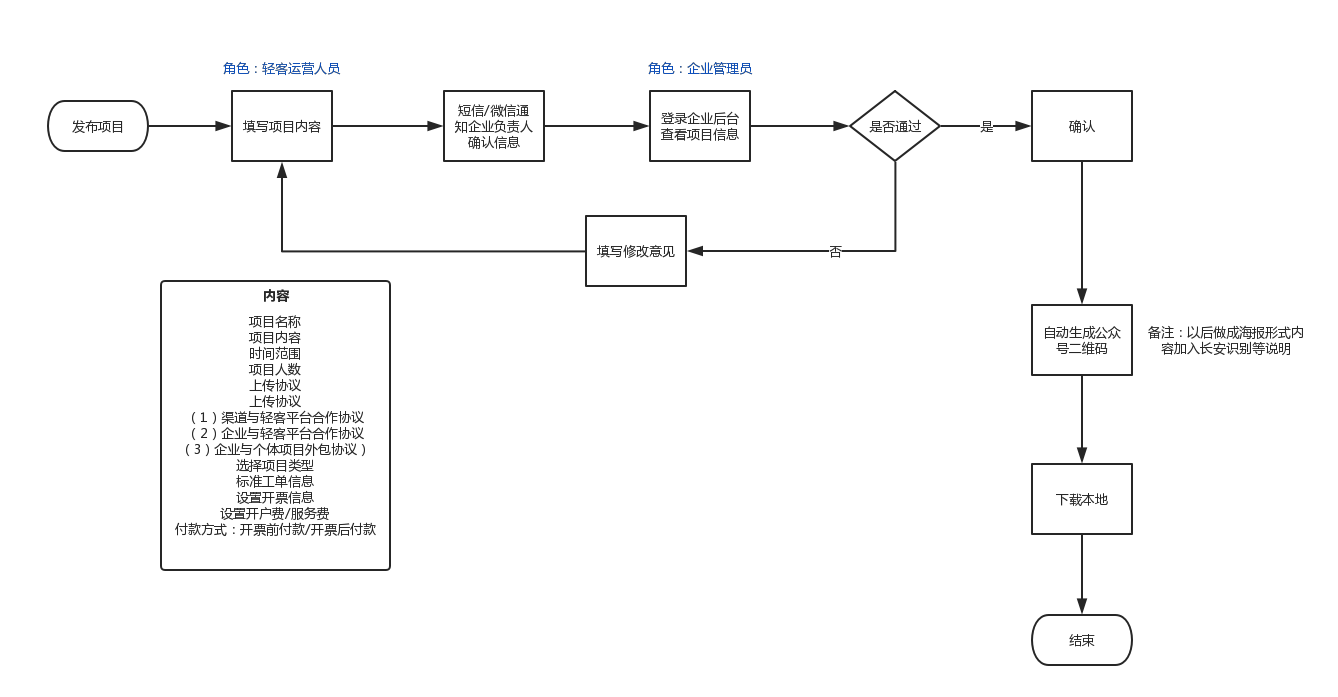 角色：轻客运营人员
角色：企业管理员
发布项目
填写项目内容
短信/微信通
知企业负责人
确认信息
登录企业后台
查看项目信息
是否通过
是
确认
填写修改意见
否
内容
项目名称
项目内容
时间范围
项目人数
上传协议
上传协议
（1）渠道与轻客平台合作协议
（2）企业与轻客平台合作协议
（3）企业与个体项目外包协议）
选择项目类型
标准工单信息
设置开票信息
设置开户费/服务费
付款方式：开票前付款/开票后付款
自动生成公众
号二维码
备注：以后做成海报形式内
容加入长安识别等说明
下载本地
结束